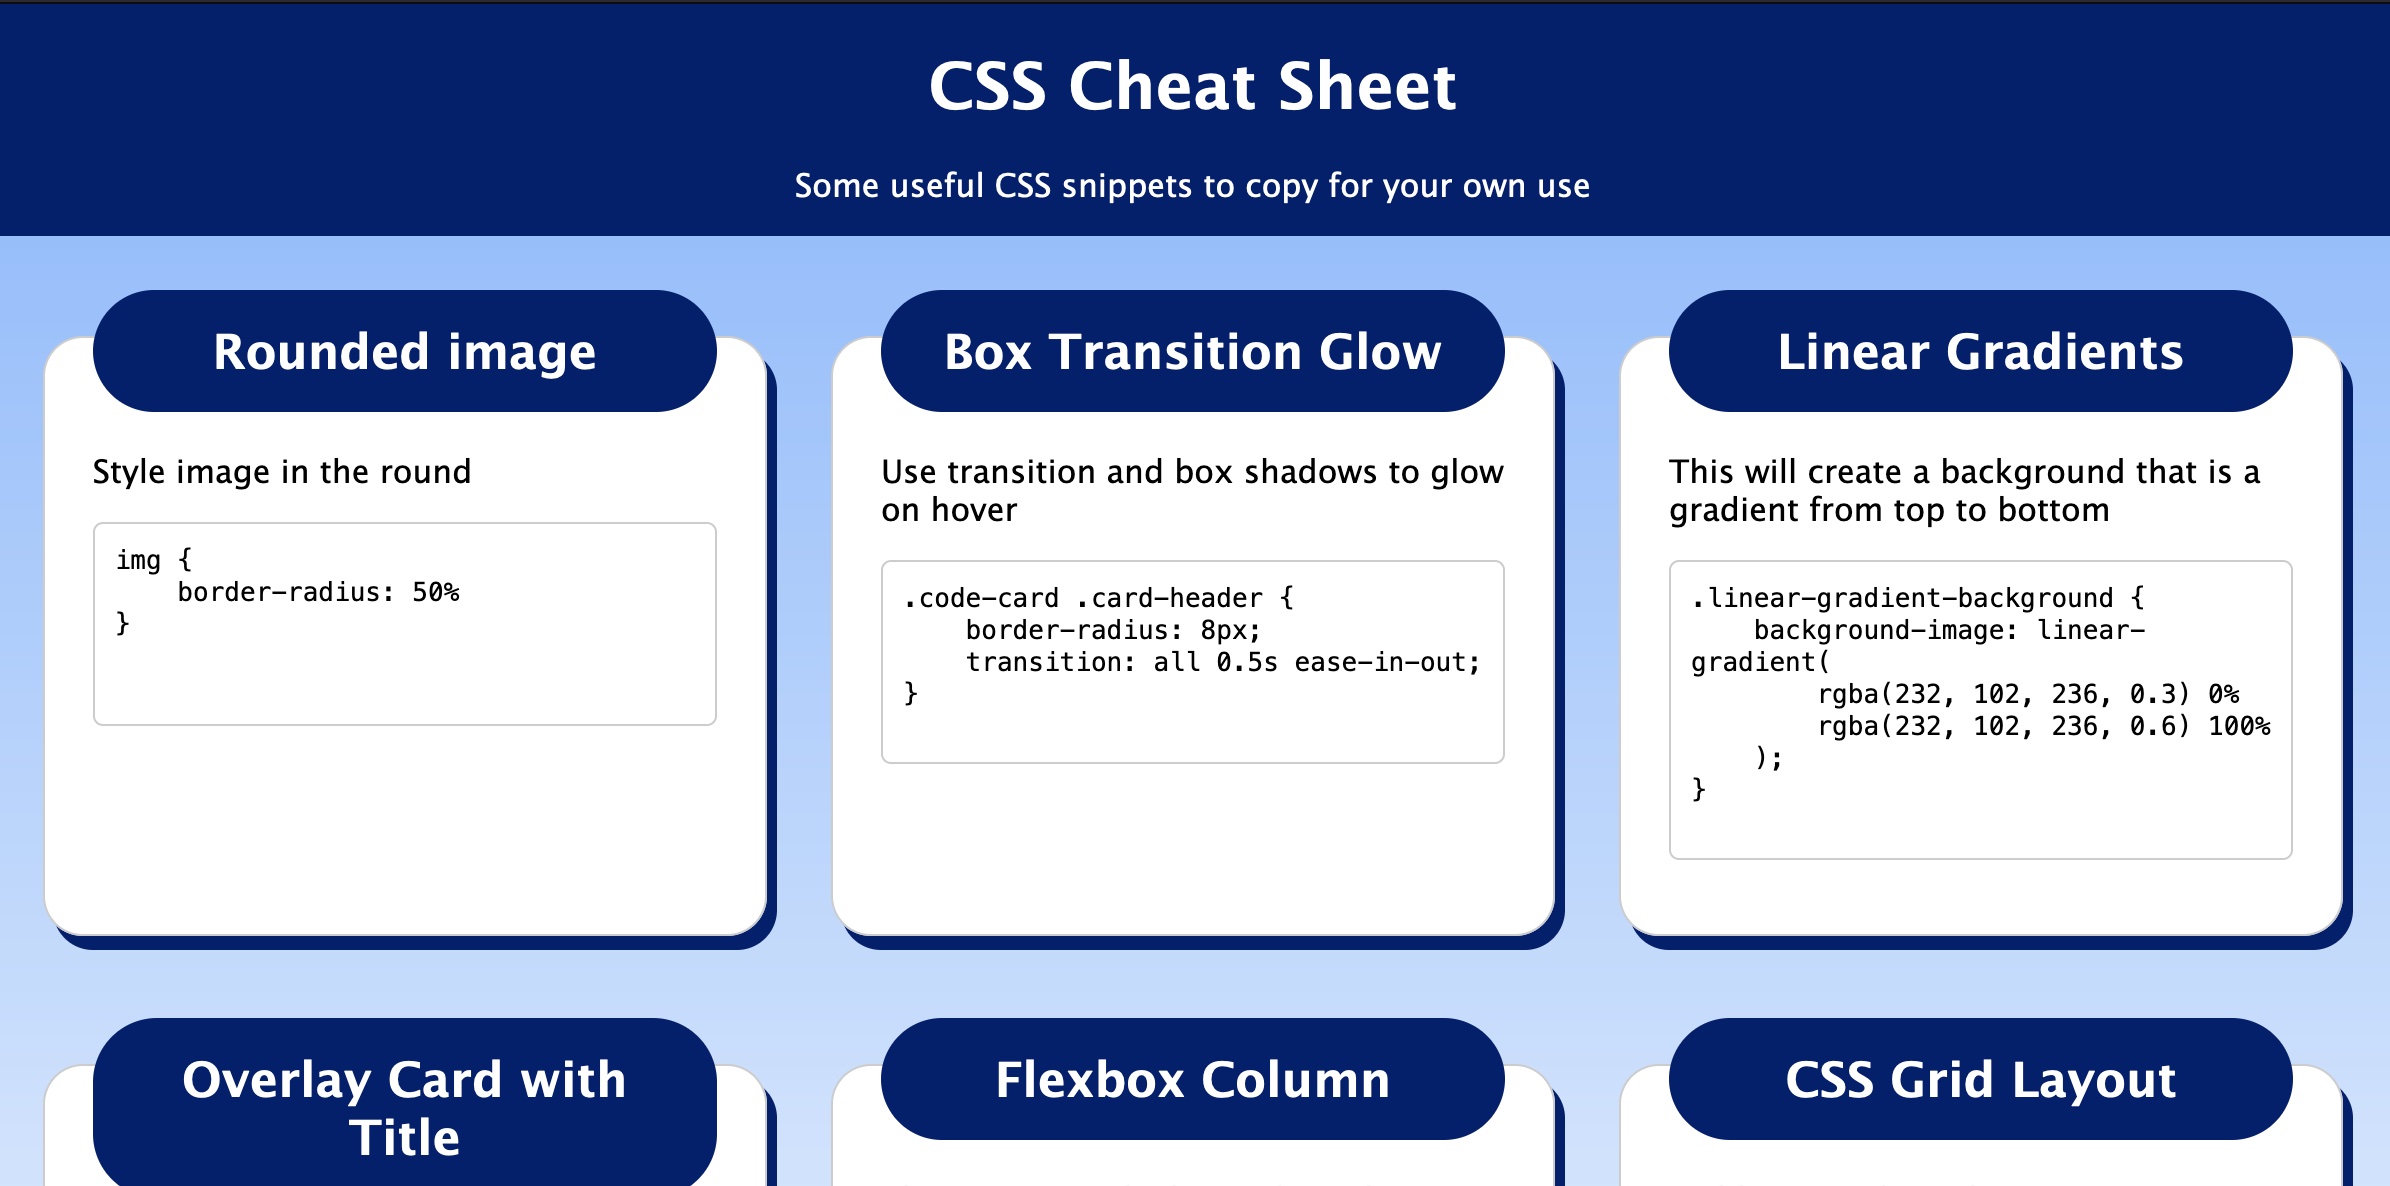 CSS Cheat Sheet
Some useful CSS snippets to copy for your own use
Rounded image
Style image in the round
img {
    border-radius: 50%
}
Box Transition Glow
Use transition and box shadows to glow
on hover
.code-card .card-header {
    border-radius: 8px;
    transition: all 0.5s ease-in-out;
}
Linear Gradients
This will create a background that is a
gradient from top to bottom
.linear-gradient-background {
    background-image: linear-
gradient(
        rgba(232, 102, 236, 0.3) 0%
        rgba(232, 102, 236, 0.6) 100%
    );
}
Overlay Card with
Title
Flexbox Column
CSS Grid Layout